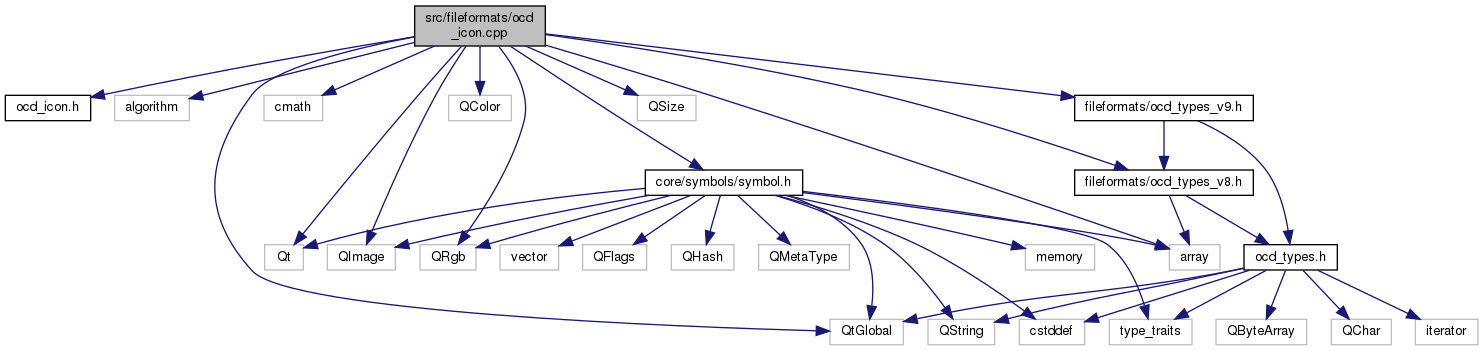 src/fileformats/ocd
_icon.cpp
ocd_icon.h
algorithm
cmath
QColor
QSize
fileformats/ocd_types_v9.h
core/symbols/symbol.h
fileformats/ocd_types_v8.h
Qt
QImage
QRgb
vector
QFlags
QHash
QMetaType
memory
array
ocd_types.h
QtGlobal
QString
cstddef
type_traits
QByteArray
QChar
iterator